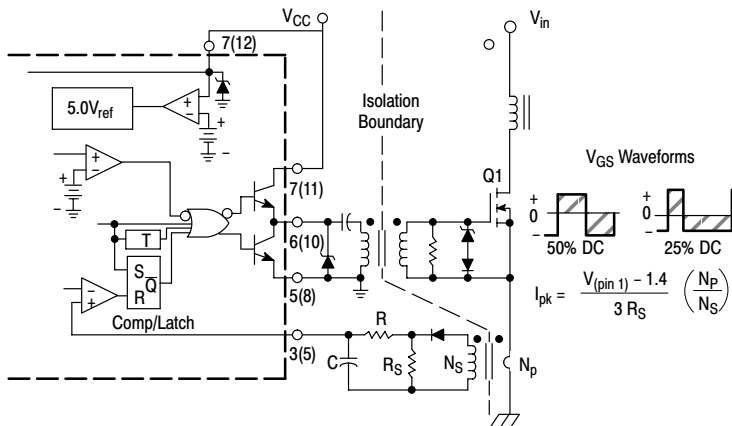 V_CC
V_in
7(12)
5.0V_ref
+
−
+
−
Isolation
Boundary
V_GS Waveforms
+
−
+
−
7(11)
Q1
+
0
−
+
0
−
6(10)
50% DC
25% DC
T
S
Q̅
R
5(8)
I_pk = V_(pin 1) − 1.4 / 3 R_S (N_P / N_S)
−
+
Comp/Latch
3(5)
R
C
R_S
N_S
N_p